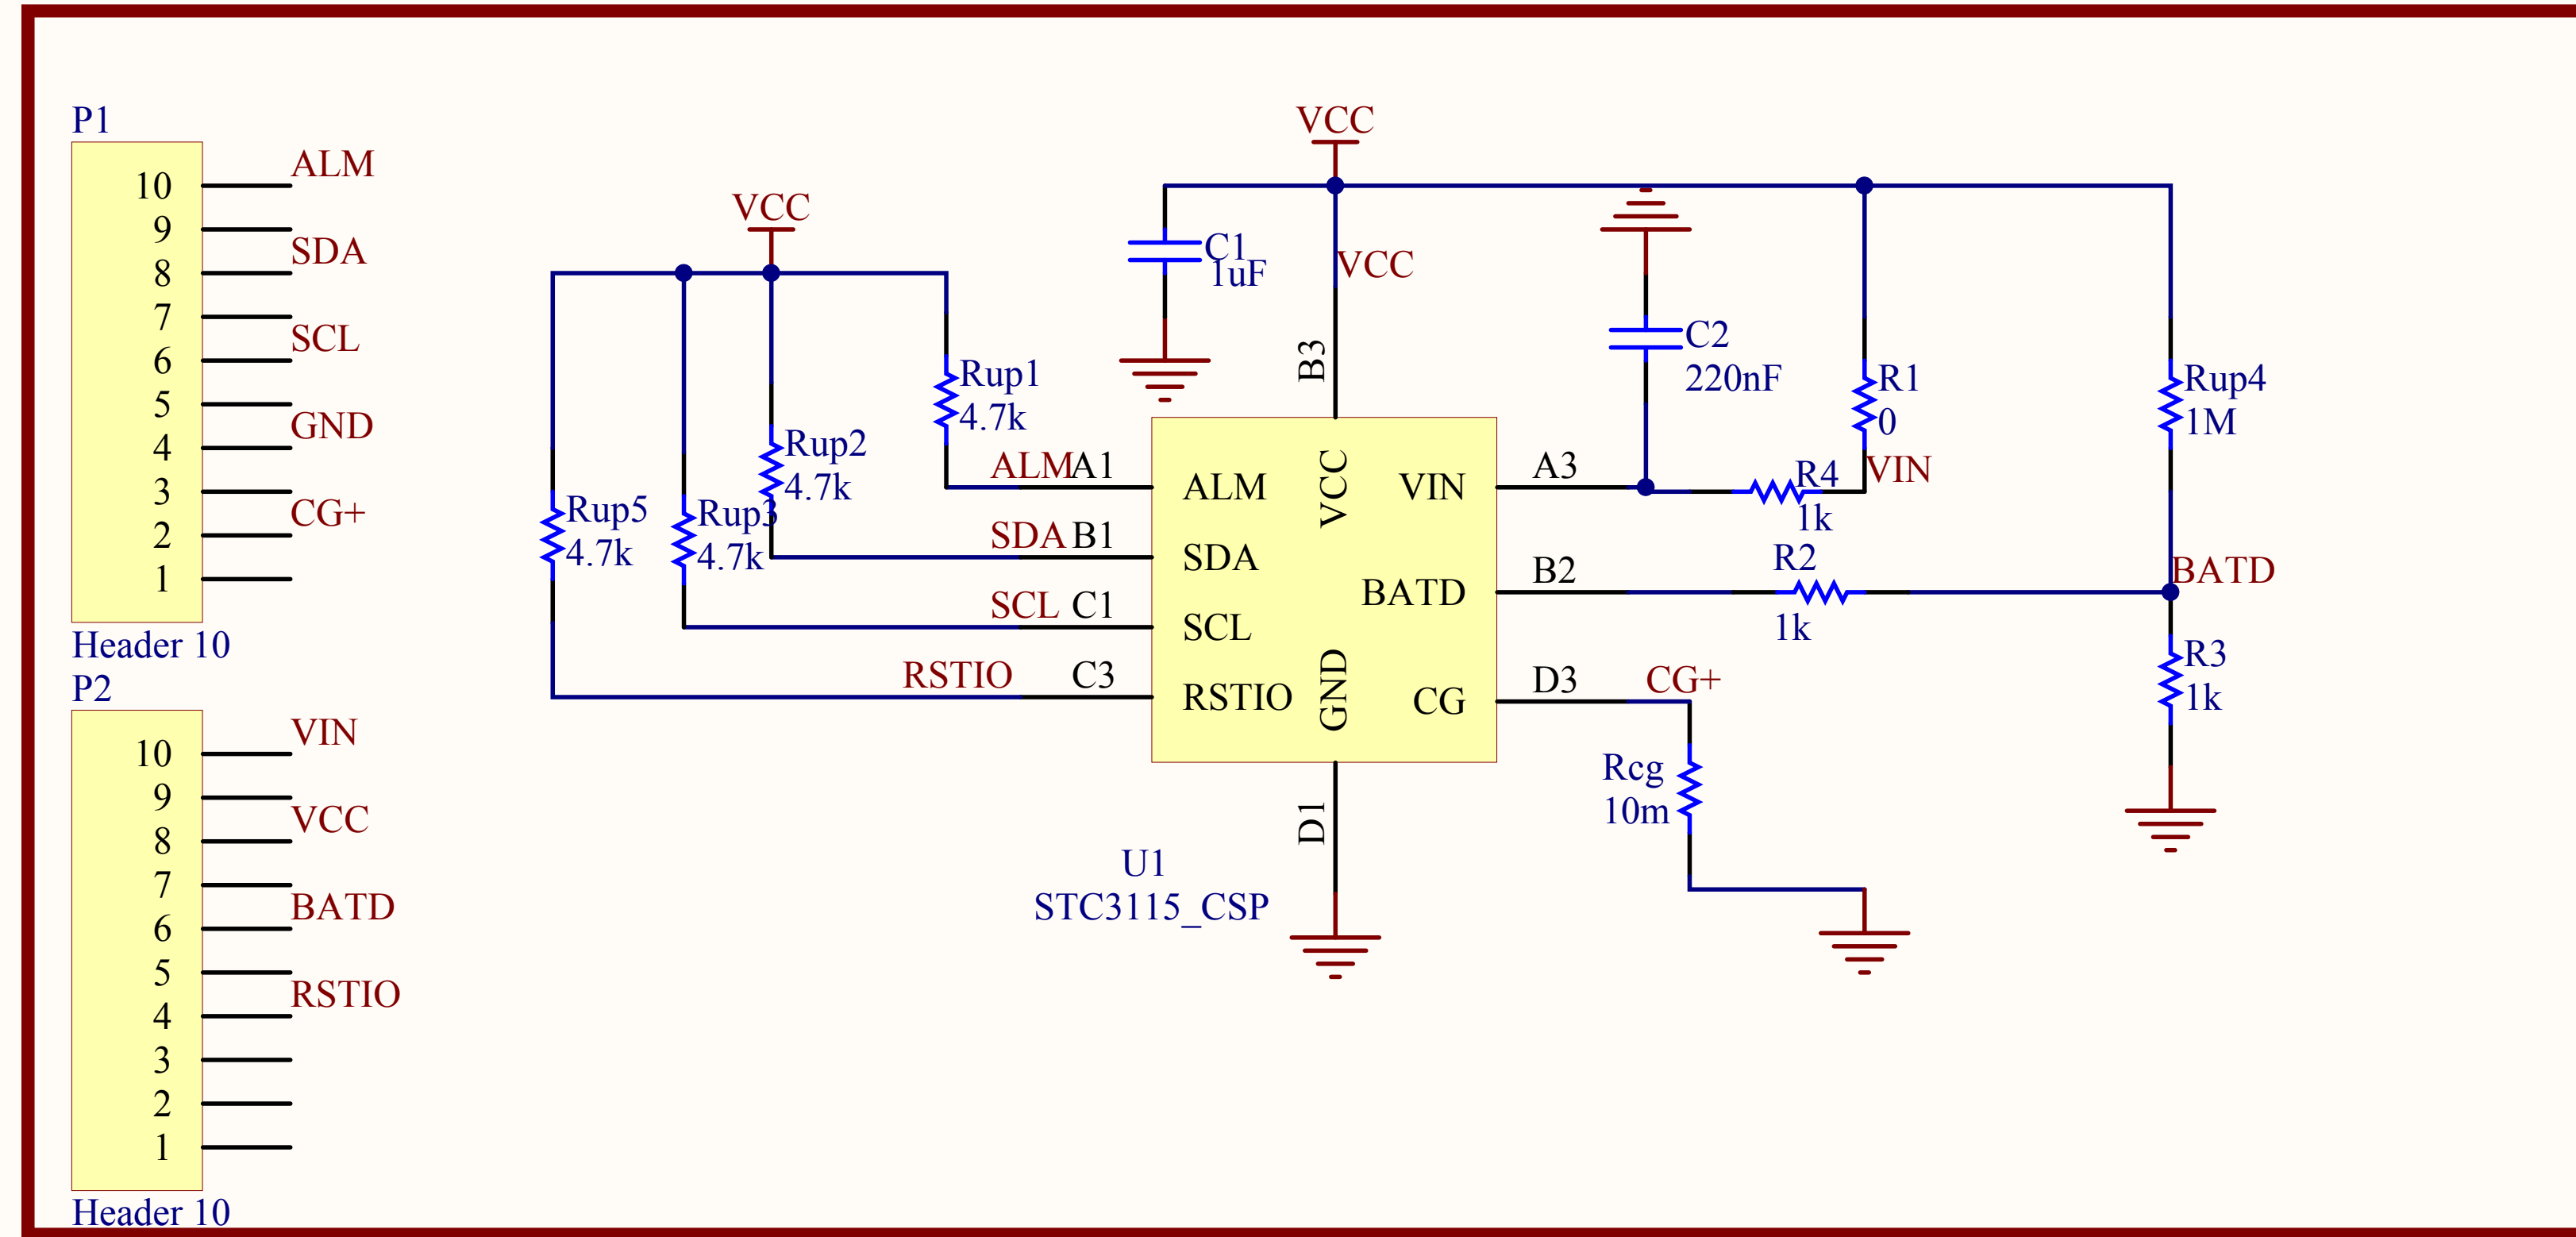 P1
10 ALM
9
8 SDA
7
6 SCL
5
4 GND
3
2 CG+
1
Header 10
P2
10 VIN
9
8 VCC
7
6 BATD
5
4 RSTIO
3
2
1
Header 10
VCC
Rup5
4.7k
Rup3
4.7k
Rup2
4.7k
Rup1
4.7k
ALM A1
SDA B1
SCL C1
RSTIO C3
VCC
C1
1uF
VCC
B3
ALM
SDA
SCL
RSTIO
VCC
GND
VIN
BATD
CG
D1
U1
STC3115_CSP
A3
B2
D3
C2
220nF
R1
0
VIN
R4
1k
R2
1k
Rup4
1M
BATD
R3
1k
CG+
Rcg
10m